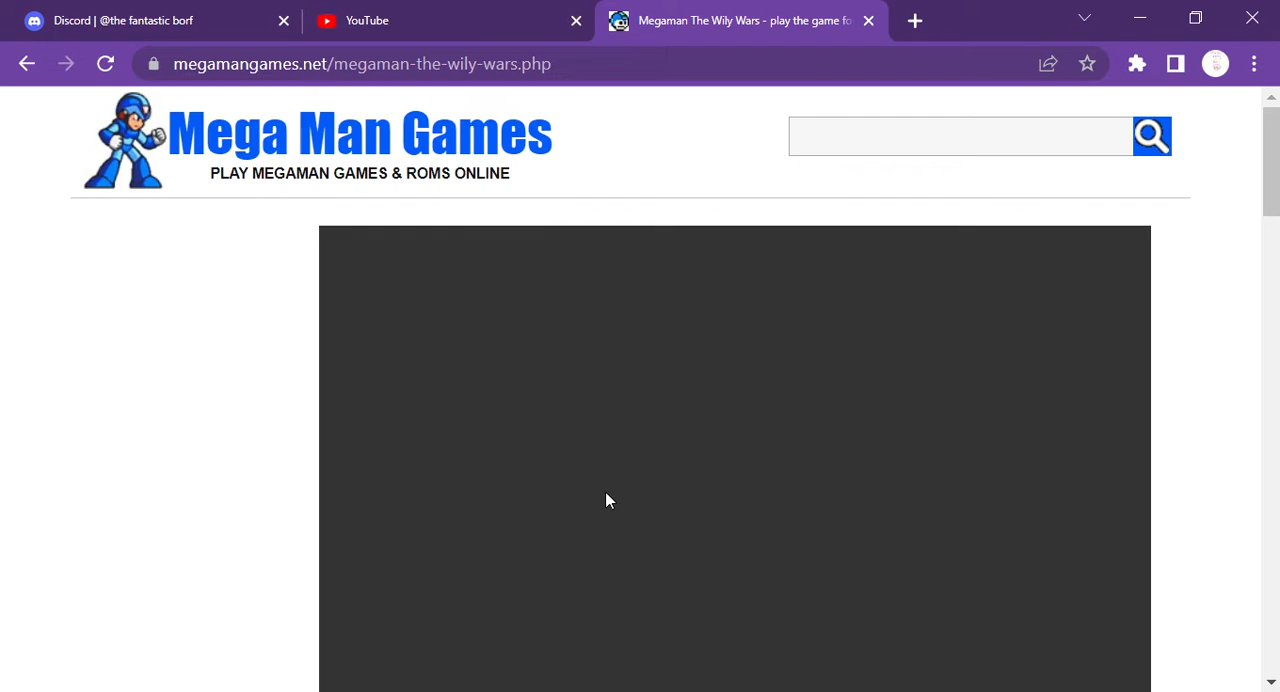 Discord | @the fantastic borf
YouTube
Megaman The Wily Wars - play the game fo
megamangames.net/megaman-the-wily-wars.php
Mega Man Games
PLAY MEGAMAN GAMES & ROMS ONLINE